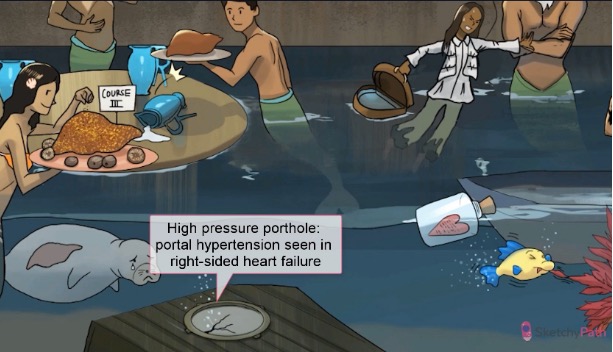 COURSE
III
High pressure porthole:
portal hypertension seen in
right-sided heart failure
SketchyPath